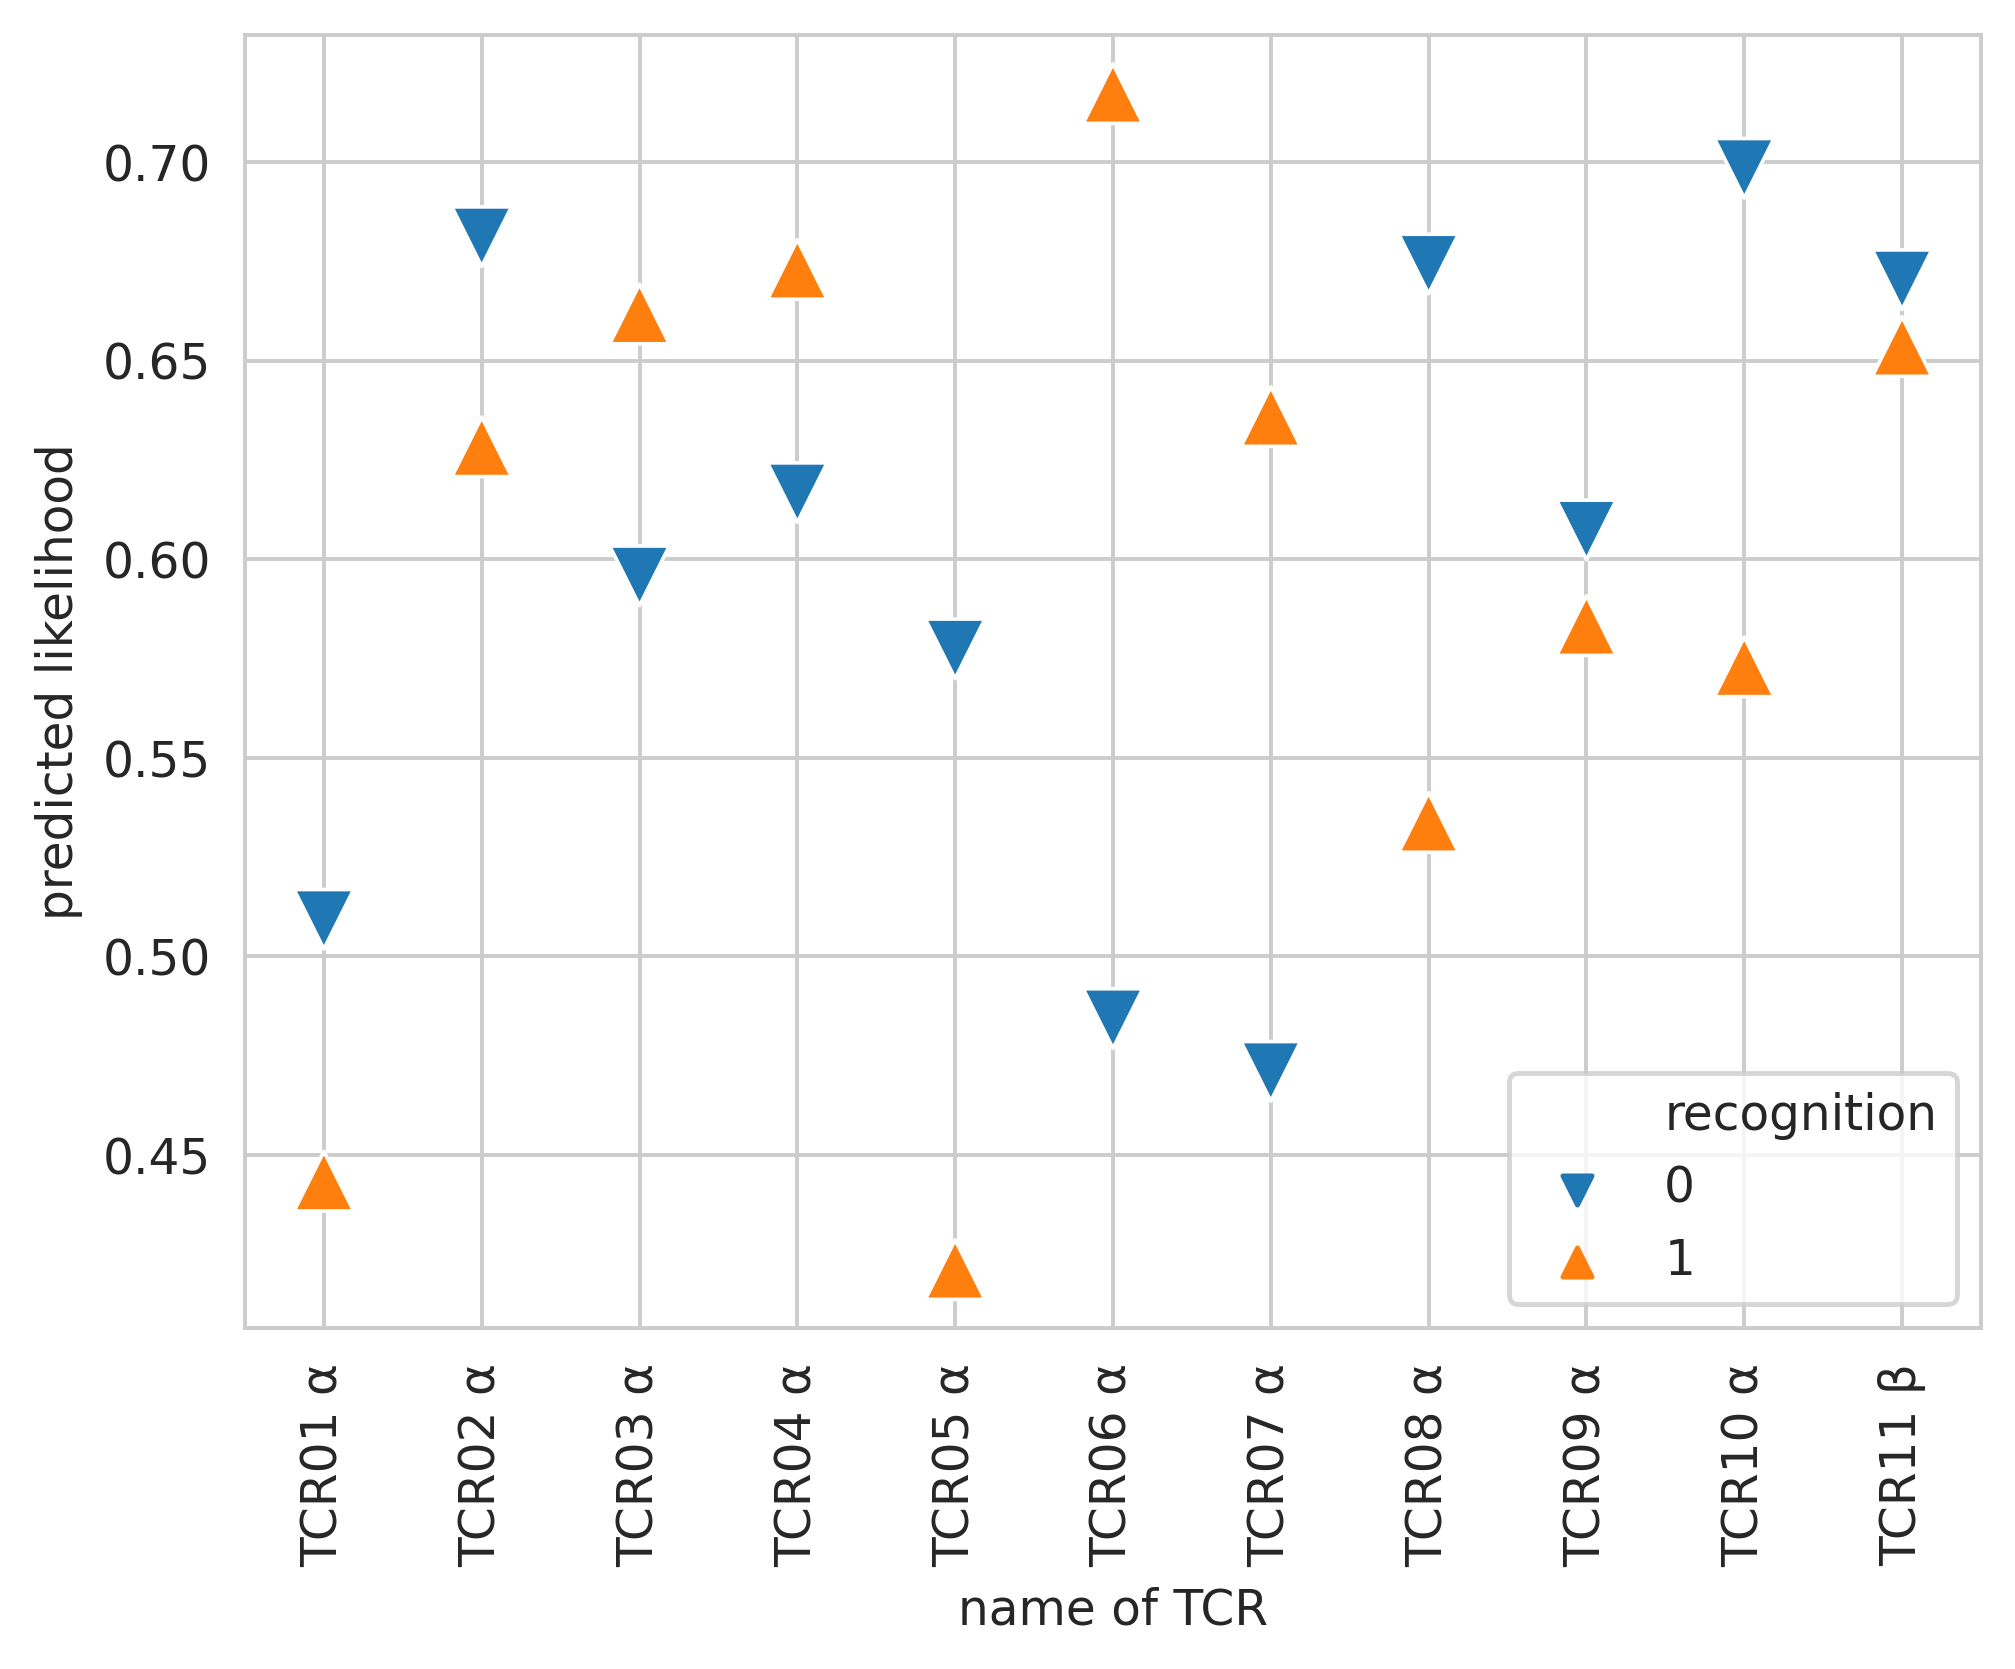 predicted likelihood
0.70
0.65
0.60
0.55
0.50
0.45
recognition
0
1
TCR01 α
TCR02 α
TCR03 α
TCR04 α
TCR05 α
TCR06 α
TCR07 α
TCR08 α
TCR09 α
TCR10 α
TCR11 β
name of TCR